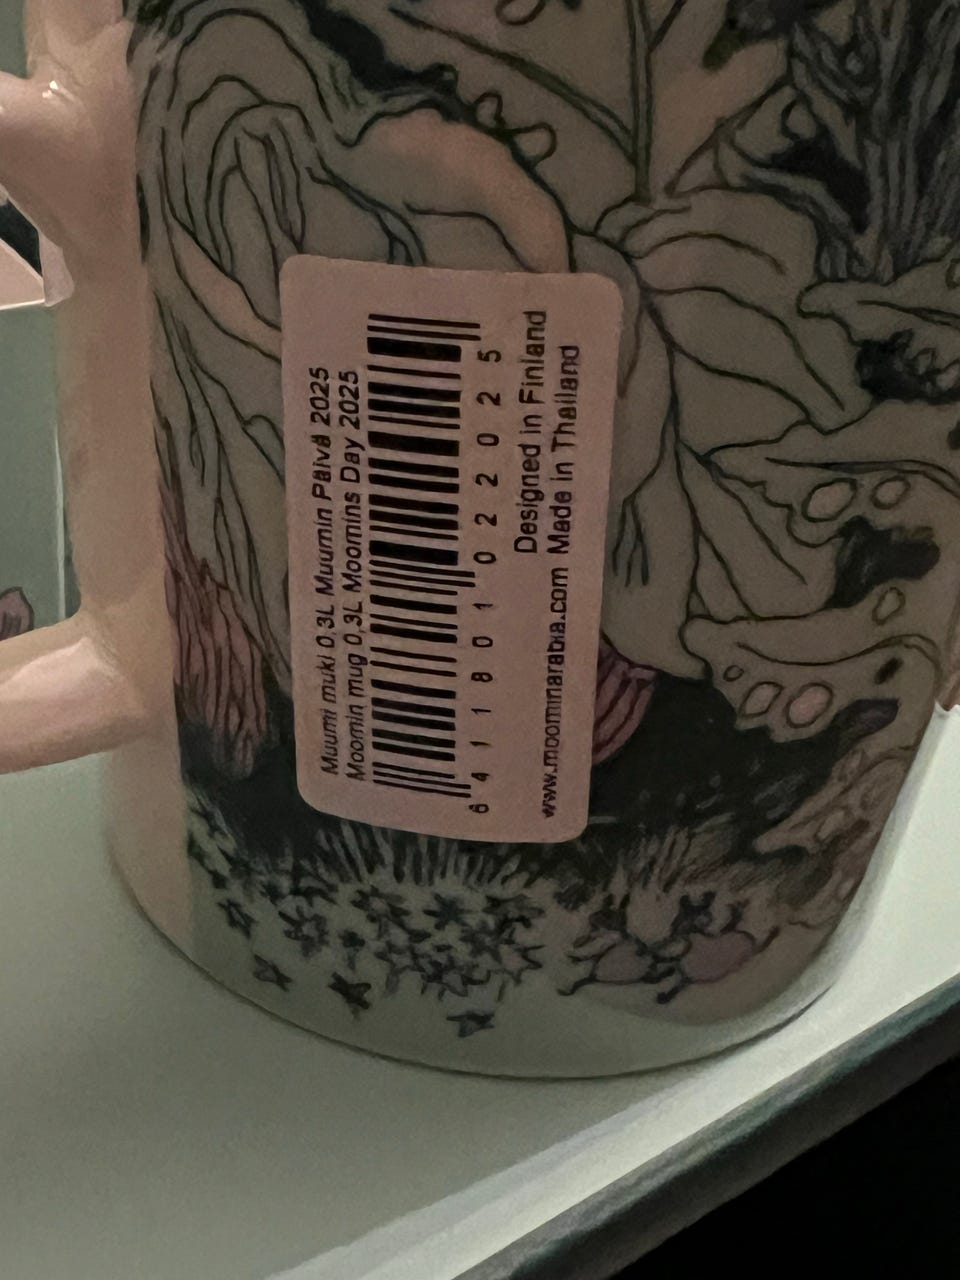 Muumi muki 0,3L Muumin Päivä 2025
Moomin mug 0,3L Moomins Day 2025
6 411801 022025
Designed in Finland
www.moominarabia.com Made in Thailand